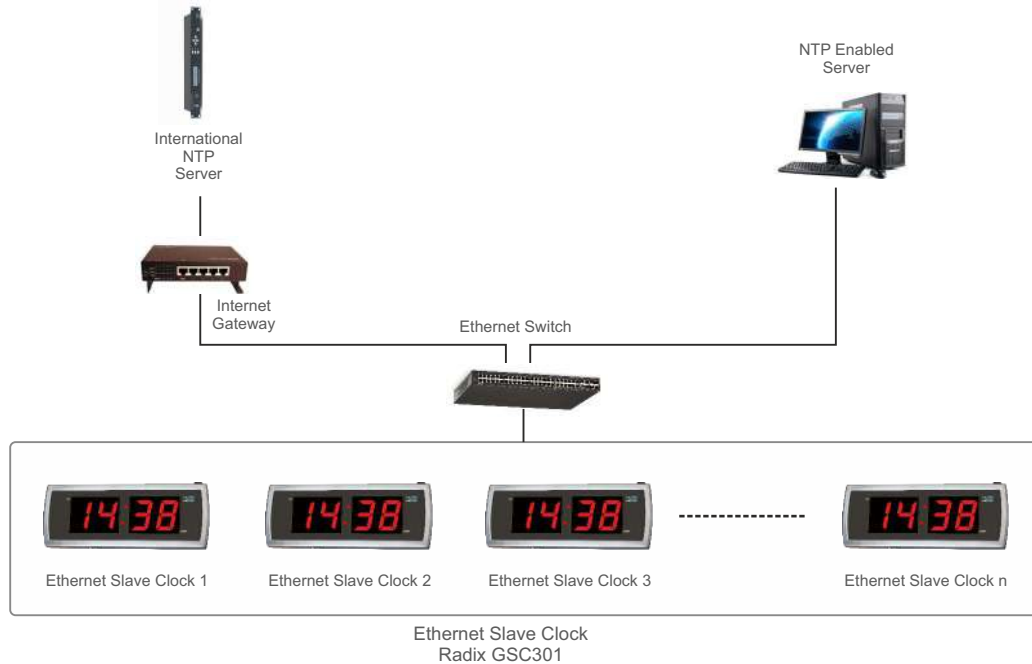 International
NTP
Server
NTP Enabled
Server
Internet
Gateway
Ethernet Switch
14:38
14:38
14:38
14:38
Ethernet Slave Clock 1
Ethernet Slave Clock 2
Ethernet Slave Clock 3
Ethernet Slave Clock n
Ethernet Slave Clock
Radix GSC301